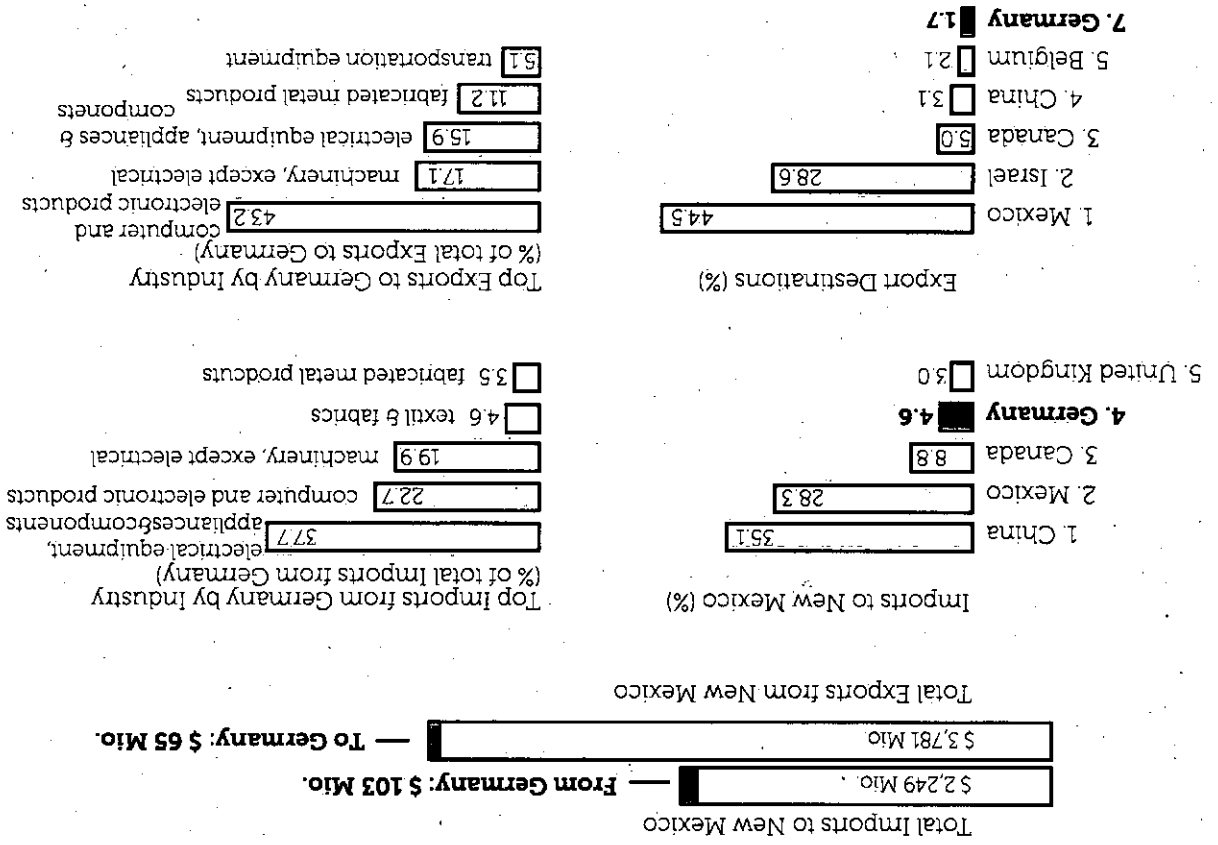 Total Imports to New Mexico
$ 2,249 Mio. — From Germany: $ 103 Mio.
$ 3,781 Mio — To Germany: $ 65 Mio.
Total Exports from New Mexico
Imports to New Mexico (%)
1. China 35.1
2. Mexico 28.3
3. Canada 8.8
4. Germany 4.6
5. United Kingdom 3.0
Top Imports from Germany by Industry
(% of total Imports from Germany)
37.7 electrical equipment,
appliances&components
22.7 computer and electronic products
19.9 machinery, except electrical
4.6 textil & fabrics
3.5 fabricated metal prodcuts
Export Destinations (%)
1. Mexico 44.5
2. Israel 28.6
3. Canada 5.0
4. China 3.1
5. Belgium 2.1
7. Germany 1.7
Top Exports to Germany by Industry
(% of total Exports to Germany)
43.2 computer and
electronic products
17.1 machinery, except electrical
15.9 electrical equipment, appliances &
componets
11.2 fabricated metal products
5.1 transportation equipment